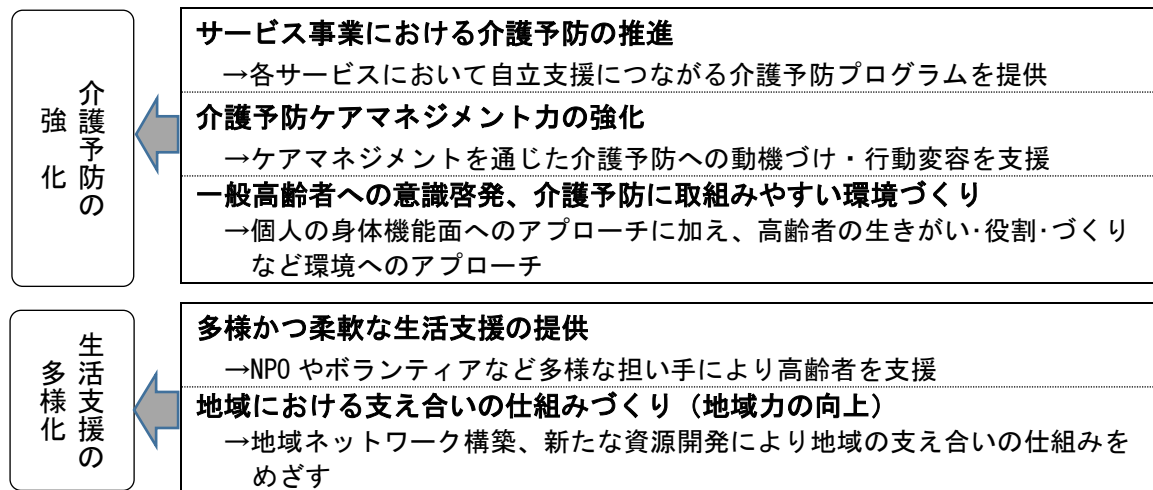 介護予防の
強化
サービス事業における介護予防の推進
→各サービスにおいて自立支援につながる介護予防プログラムを提供
介護予防ケアマネジメント力の強化
→ケアマネジメントを通じた介護予防への動機づけ・行動変容を支援
一般高齢者への意識啓発、介護予防に取組みやすい環境づくり
→個人の身体機能面へのアプローチに加え、高齢者の生きがい･役割･づくり
など環境へのアプローチ
生活支援の
多様化
多様かつ柔軟な生活支援の提供
→NPO やボランティアなど多様な担い手により高齢者を支援
地域における支え合いの仕組みづくり（地域力の向上）
→地域ネットワーク構築、新たな資源開発により地域の支え合いの仕組みを
めざす